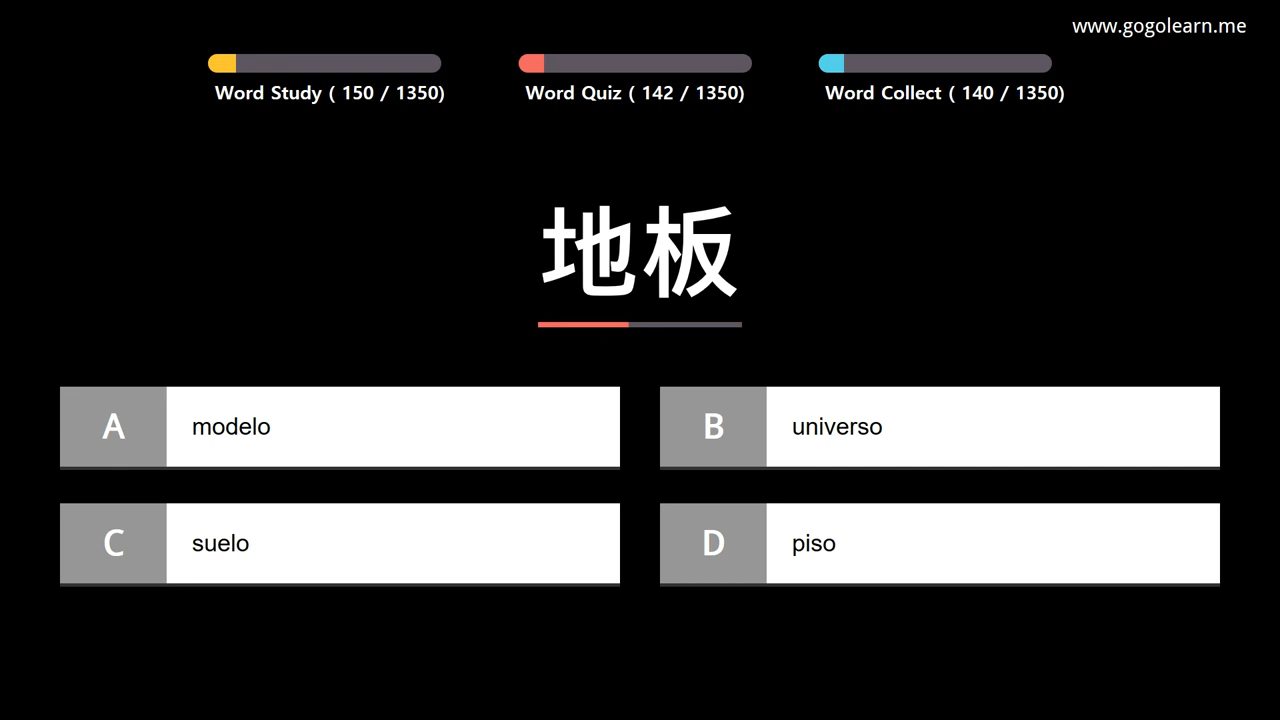 www.gogolearn.me
Word Study ( 150 / 1350)
Word Quiz ( 142 / 1350)
Word Collect ( 140 / 1350)
地板
A
modelo
B
universo
C
suelo
D
piso